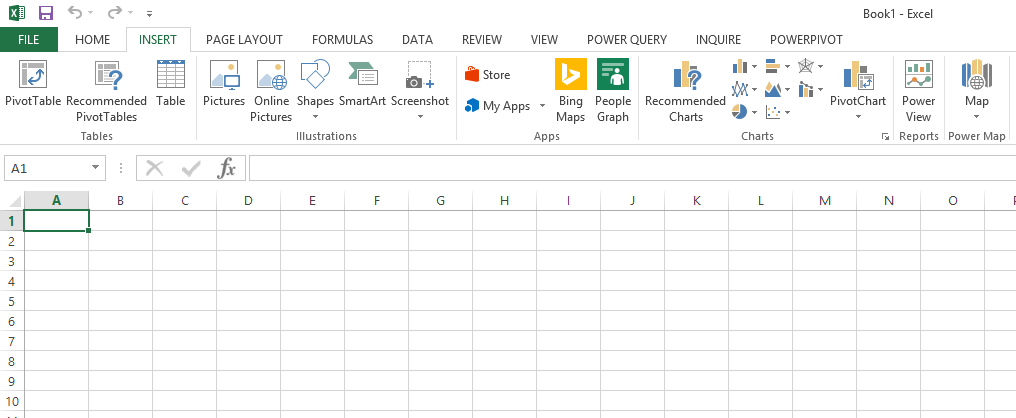 Book1 - Excel
FILE HOME INSERT PAGE LAYOUT FORMULAS DATA REVIEW VIEW POWER QUERY INQUIRE POWERPIVOT
PivotTable
Recommended
PivotTables
Table
Tables
Pictures
Online
Pictures
Shapes
SmartArt
Screenshot
Illustrations
Store
My Apps
Bing
Maps
People
Graph
Apps
Recommended
Charts
PivotChart
Charts
Power
View
Reports
Map
Power Map
A1
fx
A B C D E F G H I J K L M N O
1
2
3
4
5
6
7
8
9
10